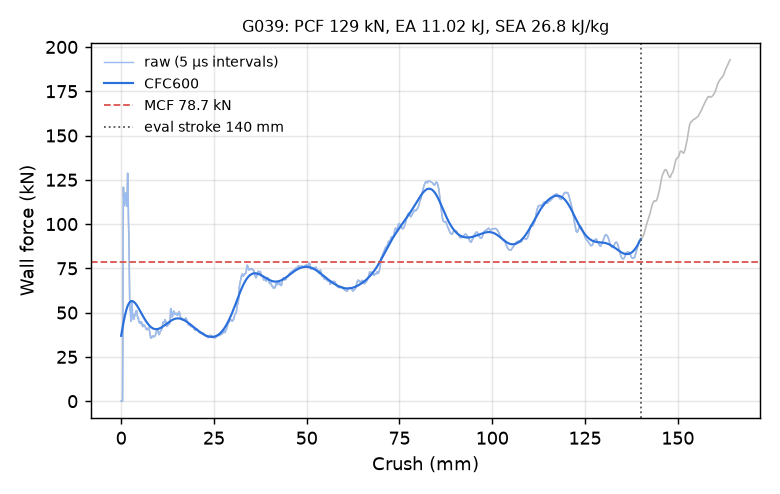 G039: PCF 129 kN, EA 11.02 kJ, SEA 26.8 kJ/kg
raw (5 µs intervals)
CFC600
MCF 78.7 kN
eval stroke 140 mm
Wall force (kN)
200
175
150
125
100
75
50
25
0
0 25 50 75 100 125 150
Crush (mm)